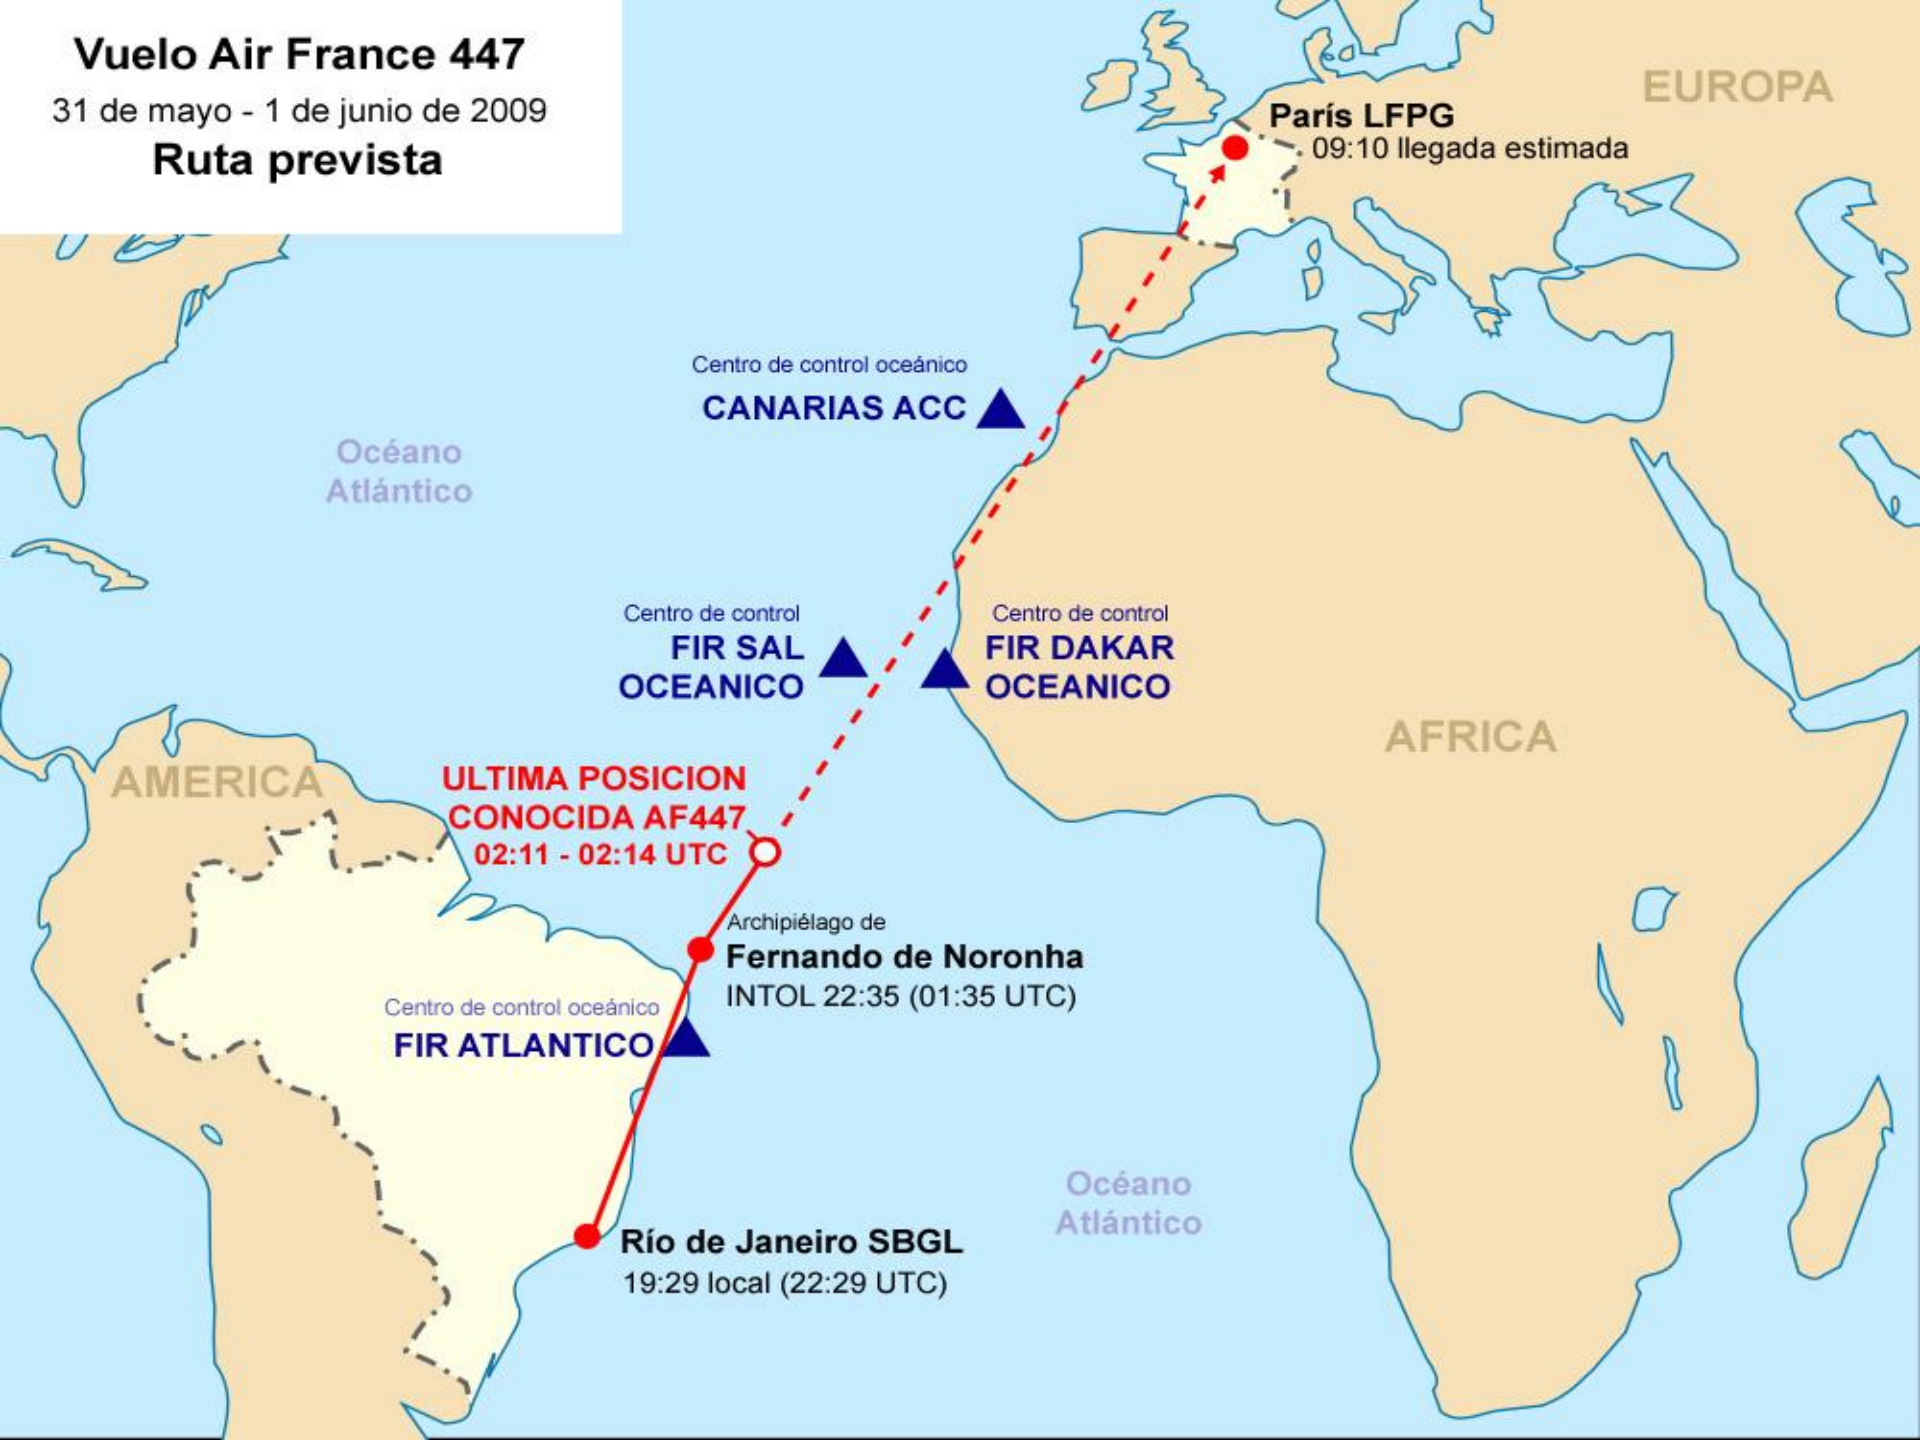 Vuelo Air France 447
31 de mayo - 1 de junio de 2009
Ruta prevista
EUROPA
París LFPG
09:10 llegada estimada
Centro de control oceánico
CANARIAS ACC
Océano
Atlántico
Centro de control
FIR SAL
OCEANICO
Centro de control
FIR DAKAR
OCEANICO
AFRICA
AMERICA
ULTIMA POSICION
CONOCIDA AF447
02:11 - 02:14 UTC
Archipiélago de
Fernando de Noronha
INTOL 22:35 (01:35 UTC)
Centro de control oceánico
FIR ATLANTICO
Océano
Atlántico
Río de Janeiro SBGL
19:29 local (22:29 UTC)